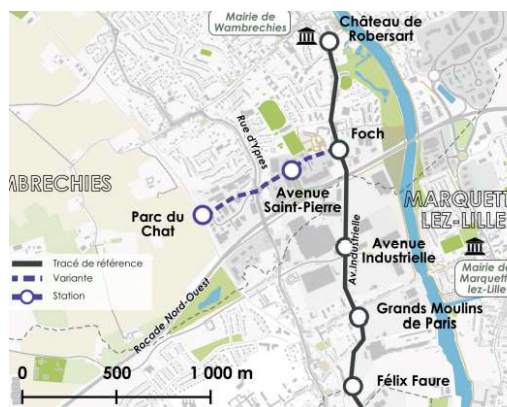 Mairie de
Wambrechies
Château de
Robersart
Rue d'Ypres
Foch
MBRECHIES
Avenue
Saint-Pierre
Parc du
Chat
MARQUETT
LEZ-LILLE
Tracé de référence
Variante
Station
Av.Industrielle
Avenue
Industrielle
Mairie de
Marquett
lez-Lille
Rocade Nord-Ouest
Grands Moulins
de Paris
0 500 1 000 m
Félix Faure